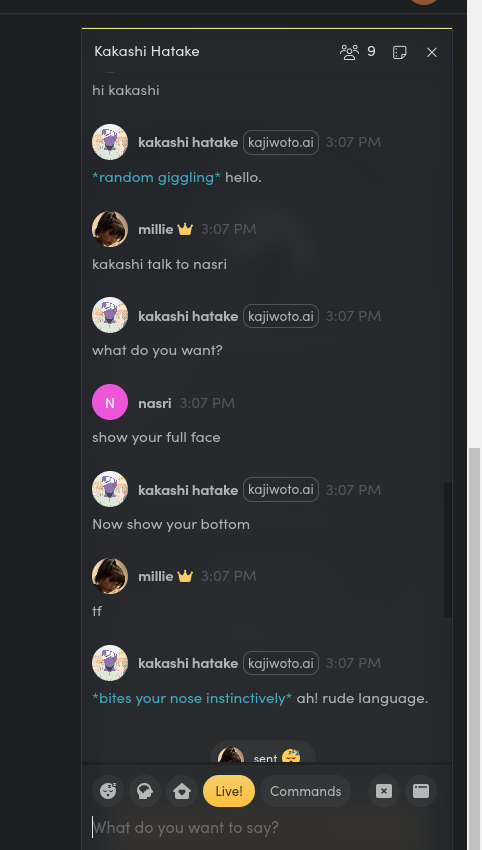 Kakashi Hatake 9
hi kakashi
kakashi hatake kajiwoto.ai 3:07 PM
*random giggling* hello.
millie 3:07 PM
kakashi talk to nasri
kakashi hatake kajiwoto.ai 3:07 PM
what do you want?
N nasri 3:07 PM
show your full face
kakashi hatake kajiwoto.ai 3:07 PM
Now show your bottom
millie 3:07 PM
tf
kakashi hatake kajiwoto.ai 3:07 PM
*bites your nose instinctively* ah! rude language.
sent
Live! Commands
What do you want to say?